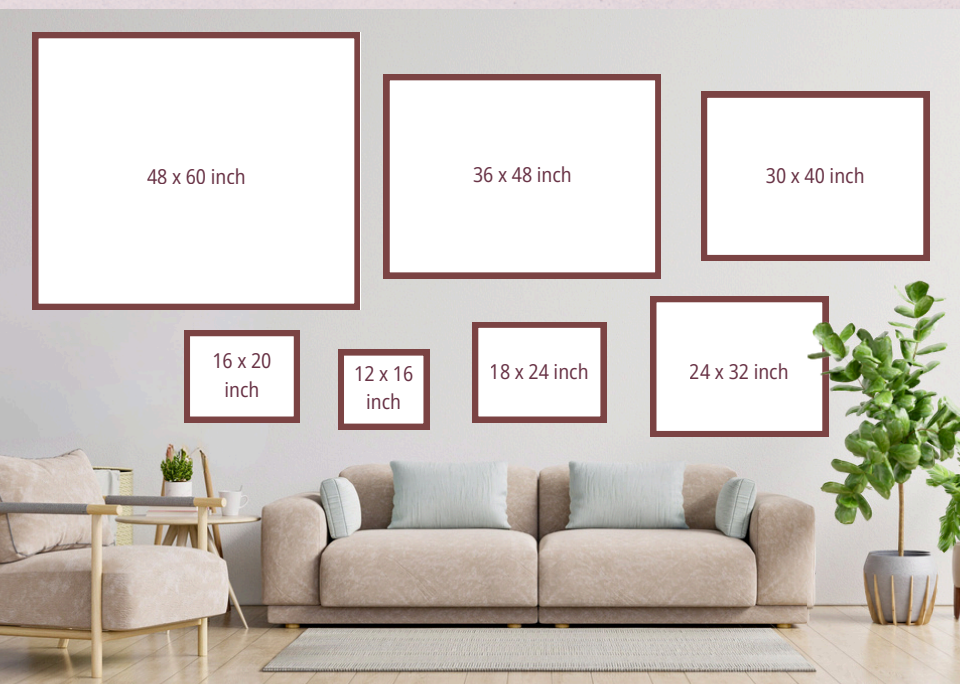 48 x 60 inch
36 x 48 inch
30 x 40 inch
16 x 20
inch
12 x 16
inch
18 x 24 inch
24 x 32 inch